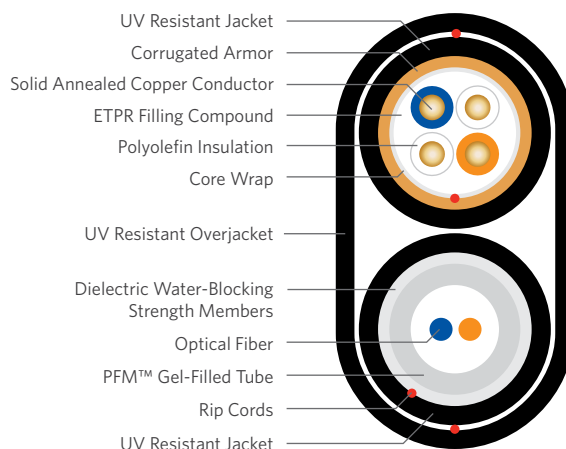 UV Resistant Jacket
Corrugated Armor
Solid Annealed Copper Conductor
ETPR Filling Compound
Polyolefin Insulation
Core Wrap
UV Resistant Overjacket
Dielectric Water-Blocking
Strength Members
Optical Fiber
PFM™ Gel-Filled Tube
Rip Cords
UV Resistant Jacket